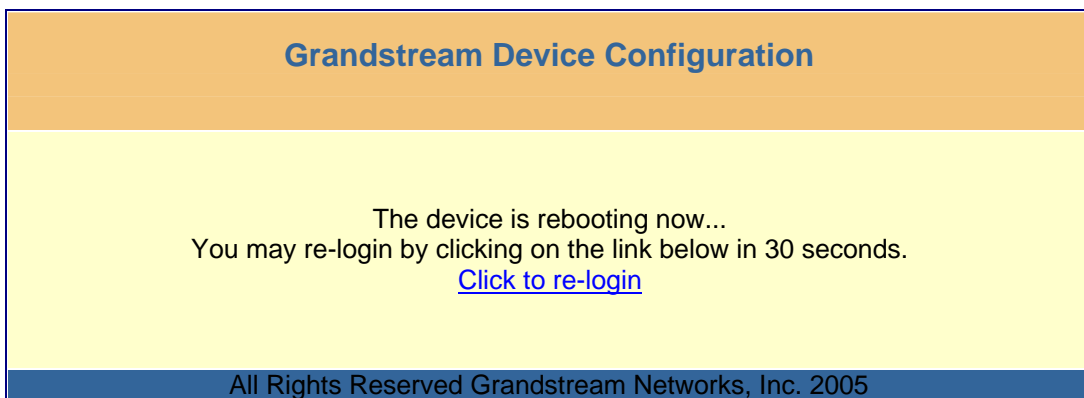 Grandstream Device Configuration
The device is rebooting now...
You may re-login by clicking on the link below in 30 seconds.
Click to re-login
All Rights Reserved Grandstream Networks, Inc. 2005